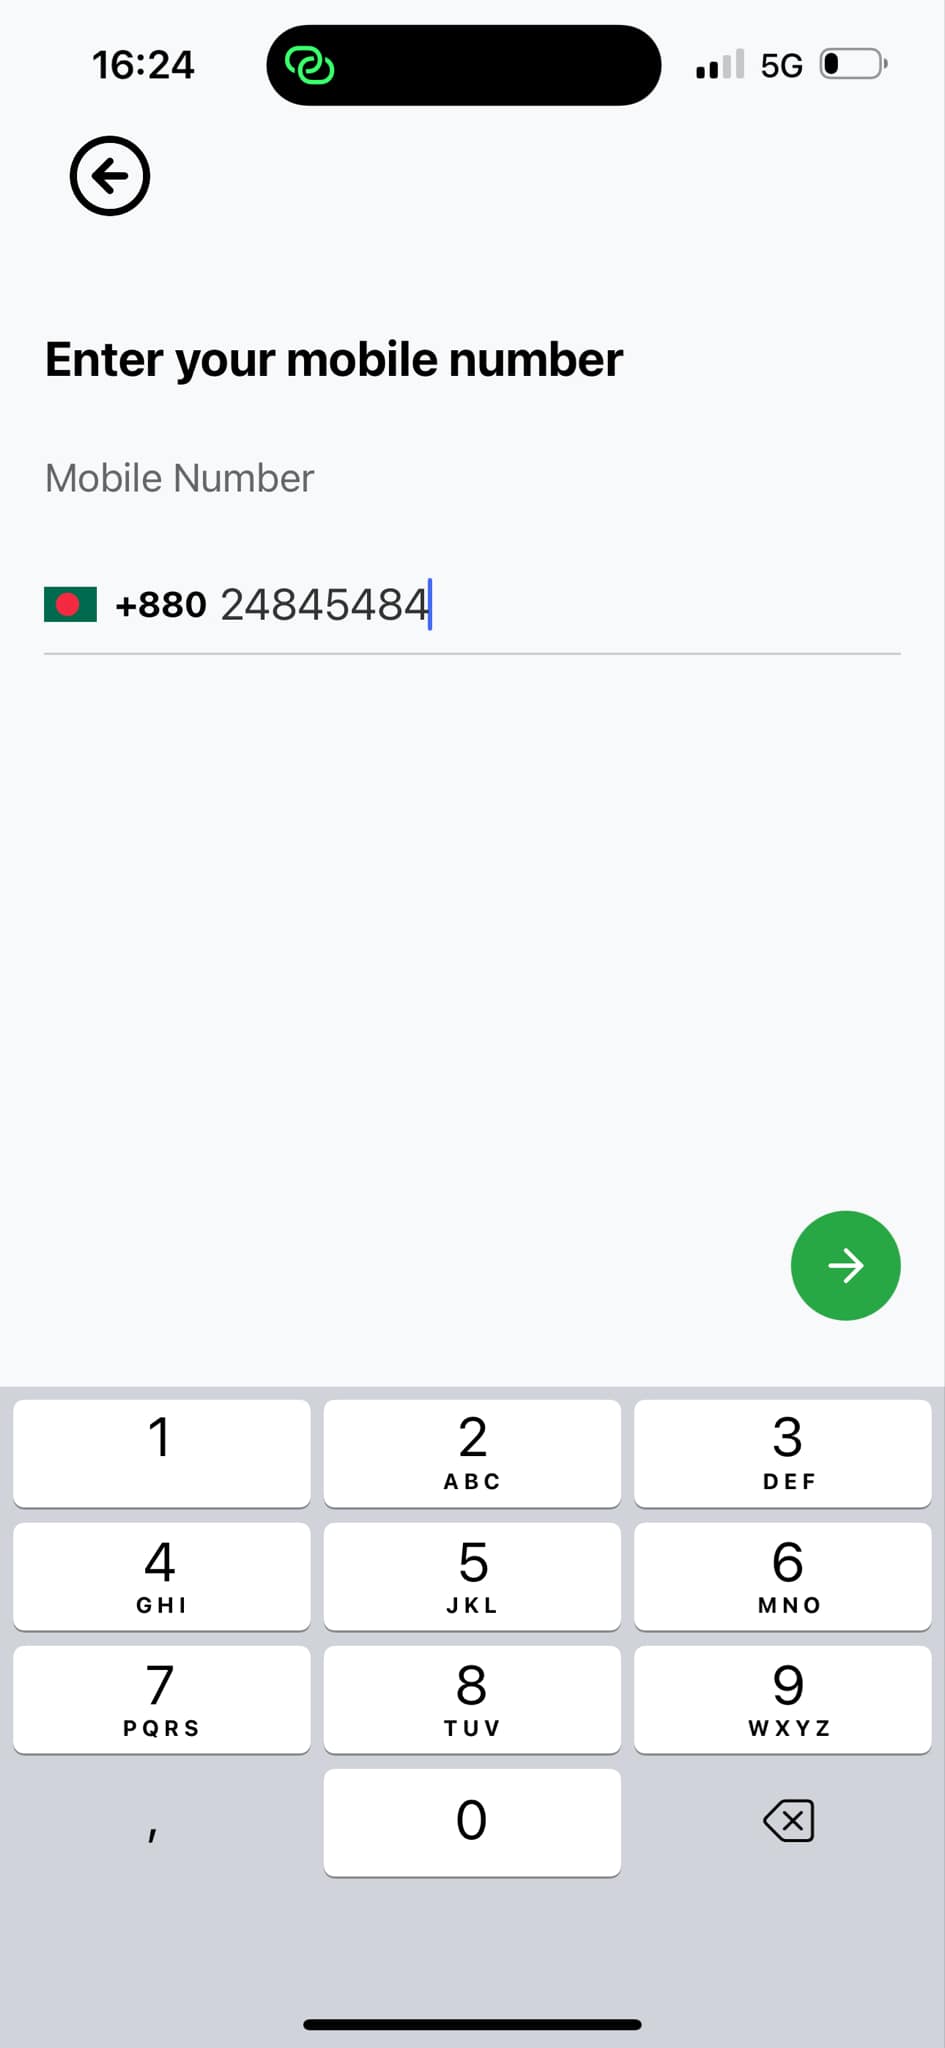 16:24 5G
Enter your mobile number
Mobile Number
+880 24845484
1 2 3
ABC DEF
4 5 6
GHI JKL MNO
7 8 9
PQRS TUV WXYZ
, 0